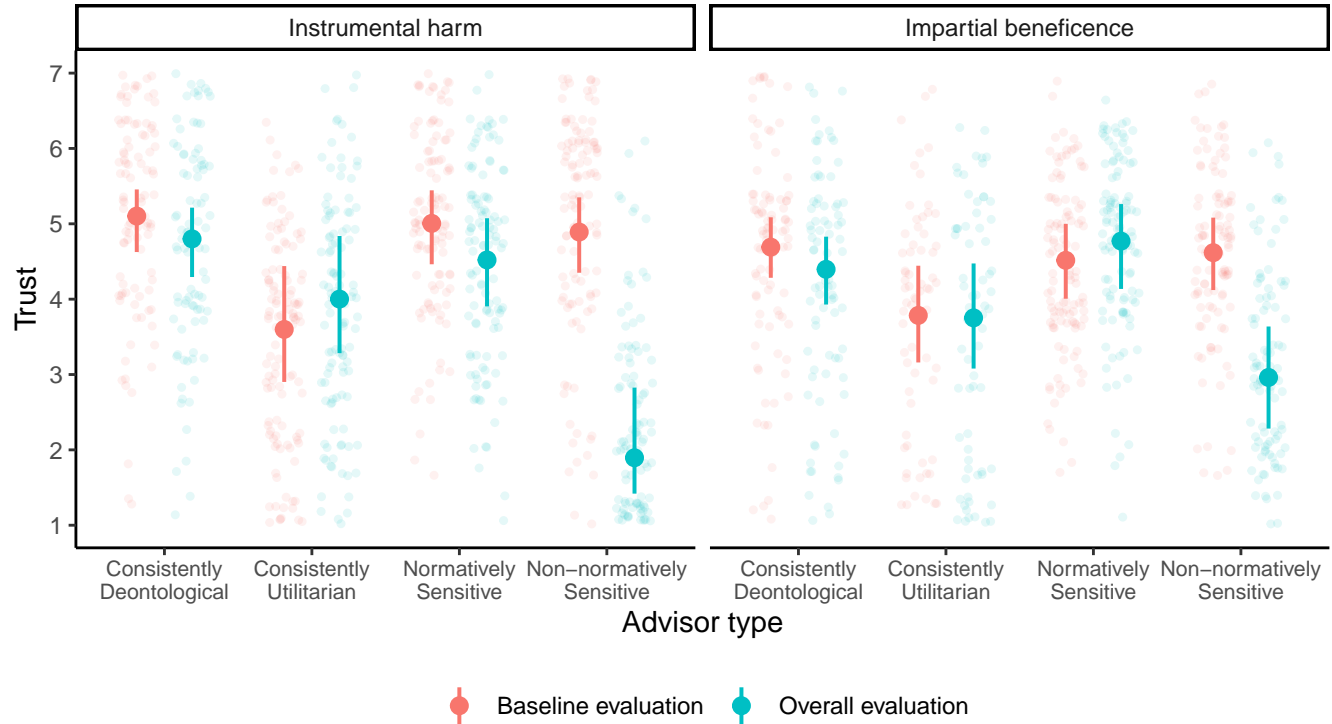 Instrumental harm
Impartial beneficence
Trust
7
6
5
4
3
2
1
Consistently
Deontological
Consistently
Utilitarian
Normatively
Sensitive
Non−normatively
Sensitive
Consistently
Deontological
Consistently
Utilitarian
Normatively
Sensitive
Non−normatively
Sensitive
Advisor type
Baseline evaluation
Overall evaluation